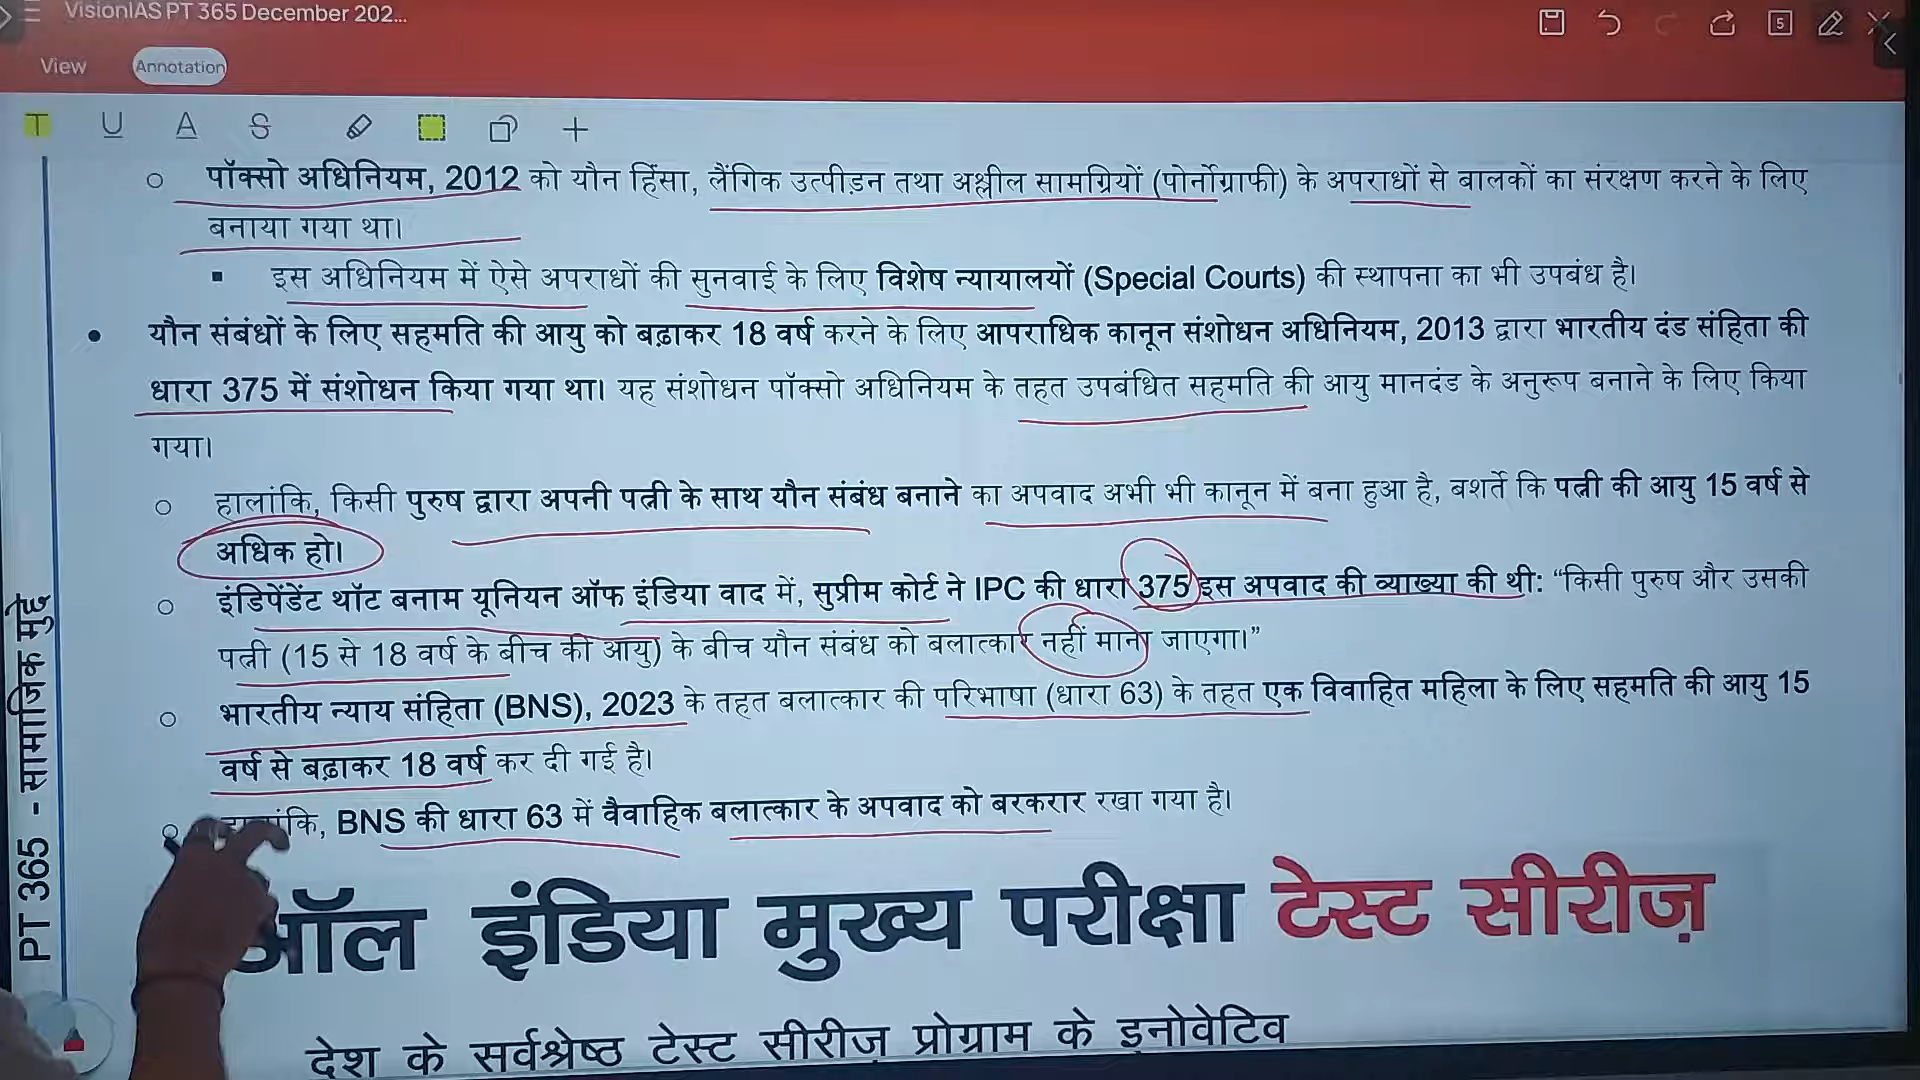 VisionIAS PT 365 December 202...
View
Annotation
T U A S
5
पॉक्सो अधिनियम, 2012 को यौन हिंसा, लैंगिक उत्पीड़न तथा अश्लील सामग्रियों (पोर्नोग्राफी) के अपराधों से बालकों का संरक्षण करने के लिए
बनाया गया था।
इस अधिनियम में ऐसे अपराधों की सुनवाई के लिए विशेष न्यायालयों (Special Courts) की स्थापना का भी उपबंध है।
यौन संबंधों के लिए सहमति की आयु को बढ़ाकर 18 वर्ष करने के लिए आपराधिक कानून संशोधन अधिनियम, 2013 द्वारा भारतीय दंड संहिता की
धारा 375 में संशोधन किया गया था। यह संशोधन पॉक्सो अधिनियम के तहत उपबंधित सहमति की आयु मानदंड के अनुरूप बनाने के लिए किया
गया।
हालांकि, किसी पुरुष द्वारा अपनी पत्नी के साथ यौन संबंध बनाने का अपवाद अभी भी कानून में बना हुआ है, बशर्ते कि पत्नी की आयु 15 वर्ष से
अधिक हो।
इंडिपेंडेंट थॉट बनाम यूनियन ऑफ इंडिया वाद में, सुप्रीम कोर्ट ने IPC की धारा 375 इस अपवाद की व्याख्या की थी: “किसी पुरुष और उसकी
पत्नी (15 से 18 वर्ष के बीच की आयु) के बीच यौन संबंध को बलात्कार नहीं माना जाएगा।”
भारतीय न्याय संहिता (BNS), 2023 के तहत बलात्कार की परिभाषा (धारा 63) के तहत एक विवाहित महिला के लिए सहमति की आयु 15
वर्ष से बढ़ाकर 18 वर्ष कर दी गई है।
BNS की धारा 63 में वैवाहिक बलात्कार के अपवाद को बरकरार रखा गया है।
ऑल इंडिया मुख्य परीक्षा टेस्ट सीरीज़
देश के सर्वश्रेष्ठ टेस्ट सीरीज़ प्रोग्राम के इनोवेटिव
PT 365 - सामाजिक मुद्दे